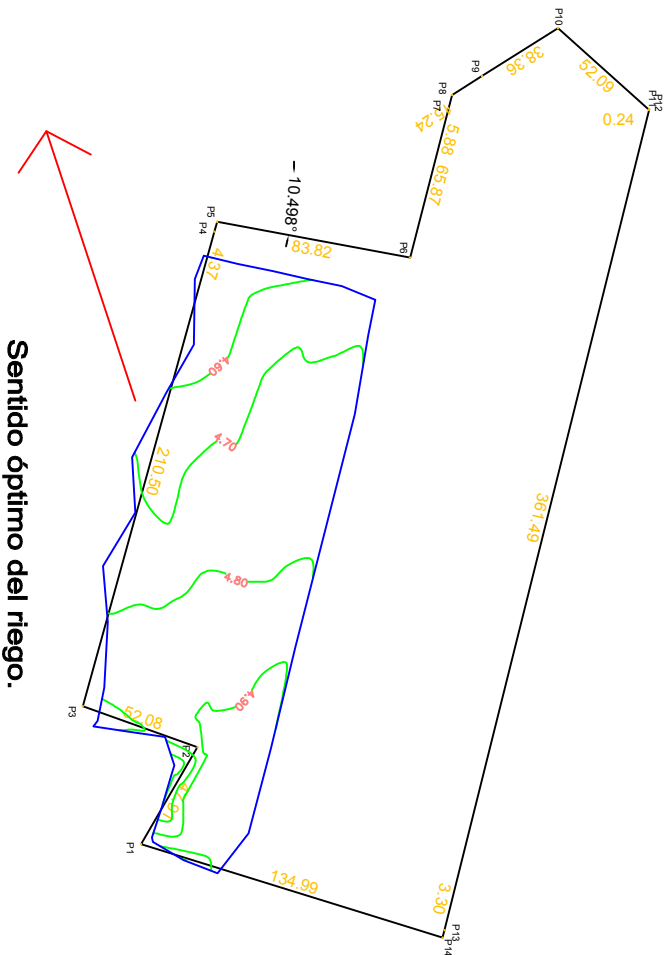 P10
52.09
P12
P11
0.24
38.36
P9
P8
P7
5.88
65.87
– 10.498° –
P5
P4
83.82
P6
4.37
4.60
4.70
210.50
361.49
4.80
4.90
P3
52.08
P2
P1
134.99
3.30
P13
P14
Sentido óptimo del riego.